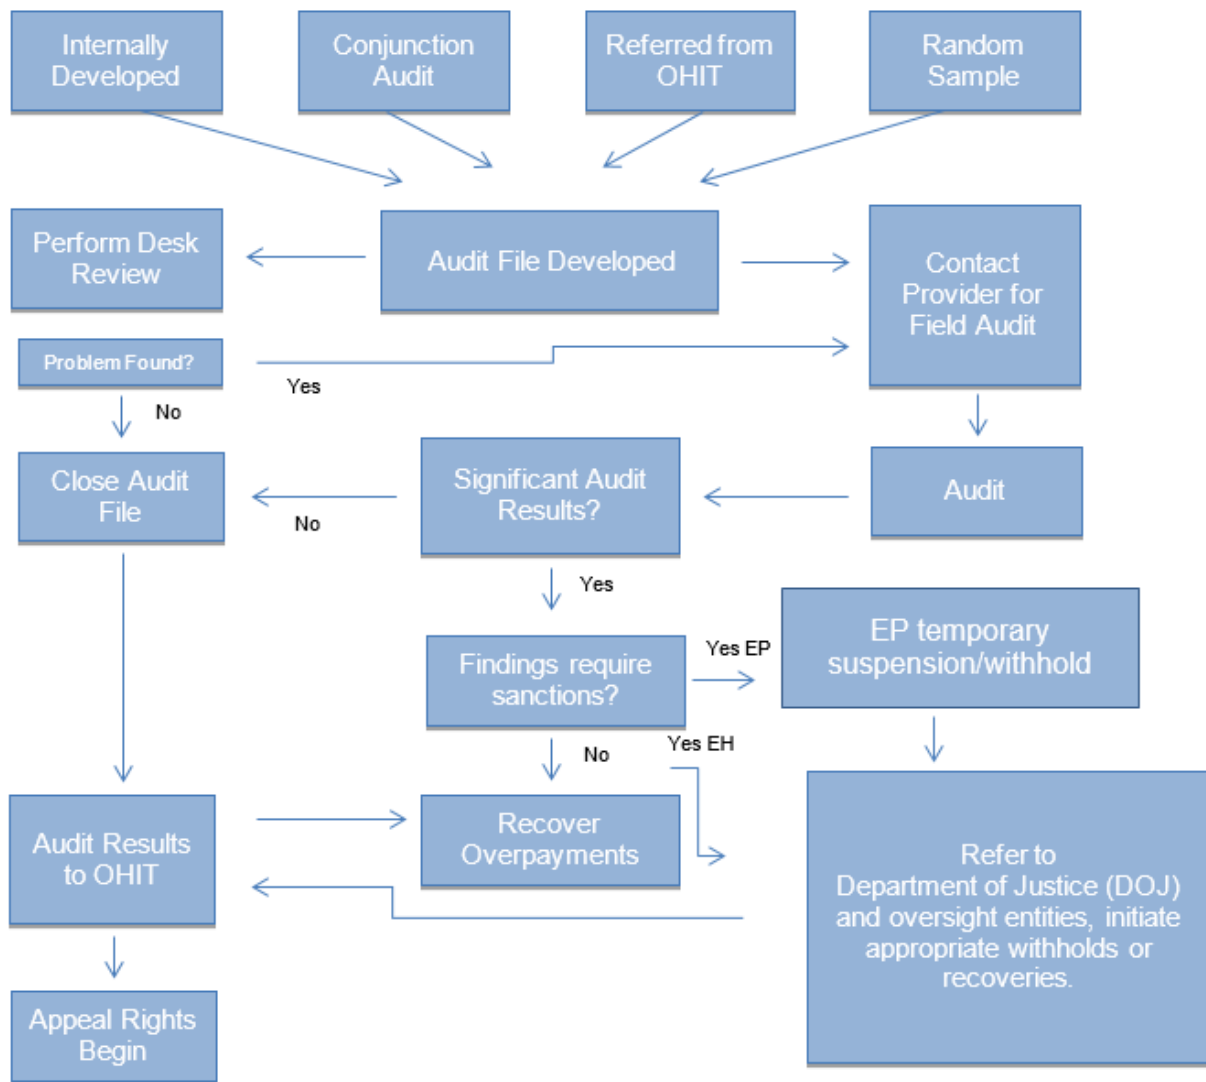 Internally
Developed
Conjunction
Audit
Referred from
OHIT
Random
Sample
Perform Desk
Review
Audit File Developed
Contact
Provider for
Field Audit
Problem Found?
Yes
No
Close Audit
File
No
Significant Audit
Results?
Audit
Yes
Findings require
sanctions?
Yes EP
EP temporary
suspension/withhold
No
Yes EH
Audit Results
to OHIT
Recover
Overpayments
Refer to
Department of Justice (DOJ)
and oversight entities, initiate
appropriate withholds or
recoveries.
Appeal Rights
Begin